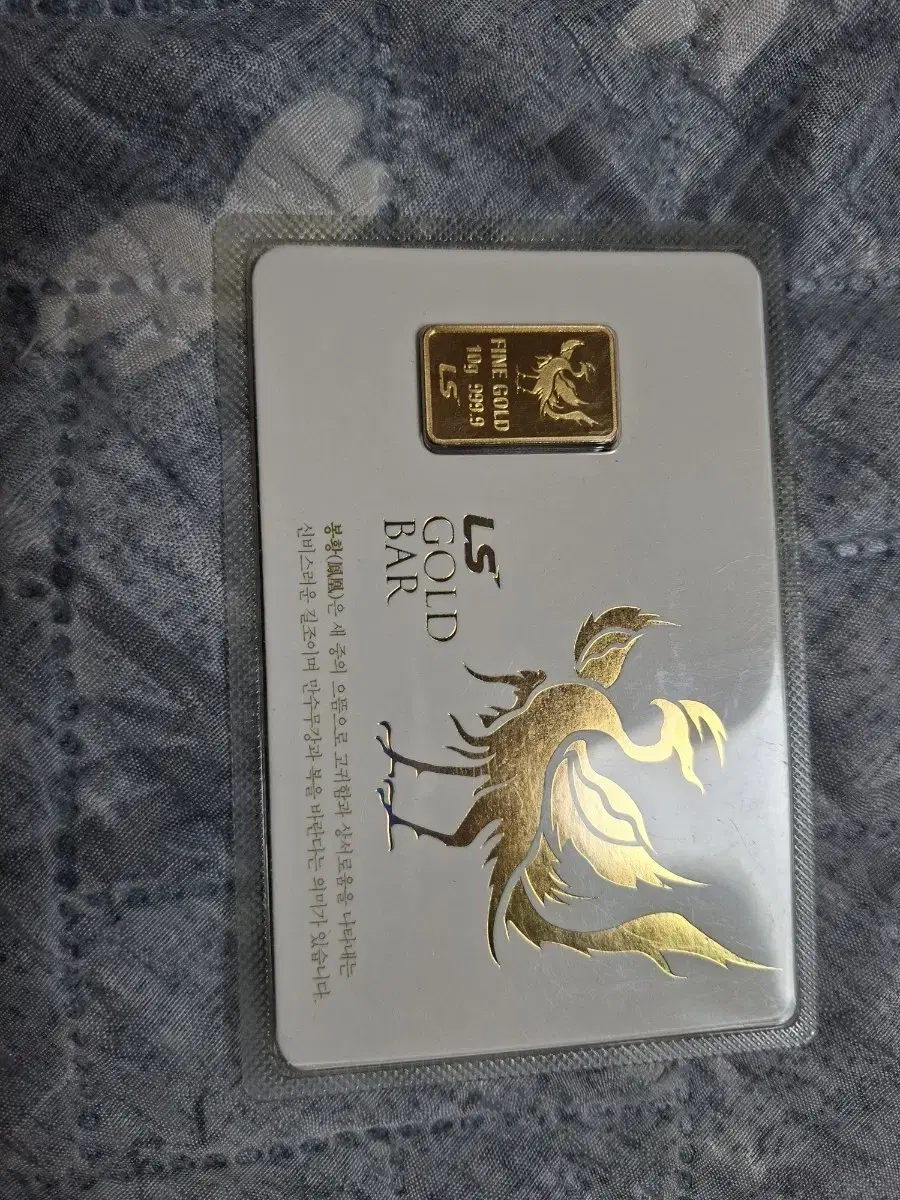 FINE GOLD
10g 999.9
LS
LS
GOLD
BAR
봉황(鳳凰)은 새 중의 으뜸으로 고귀함과 상서로움을 나타내는
신비스러운 길조이며 만수무강과 복을 바란다는 의미가 있습니다.